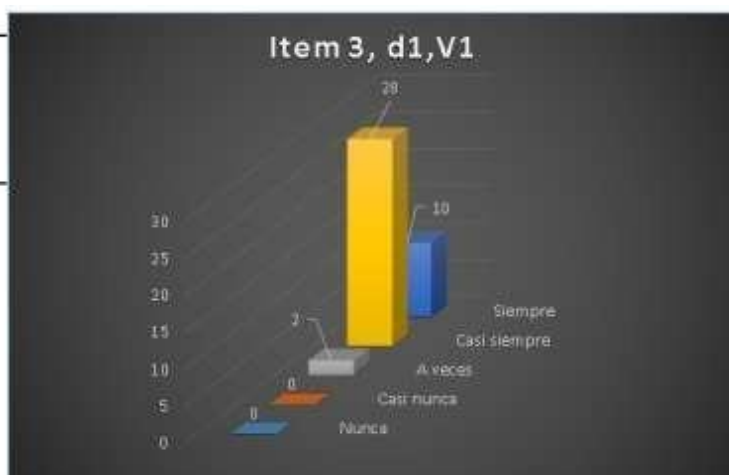 Item 3, d1,V1
28
10
30
25
20
15
10
5
0
2
0
0
Siempre
Casi siempre
A veces
Casi nunca
Nunca